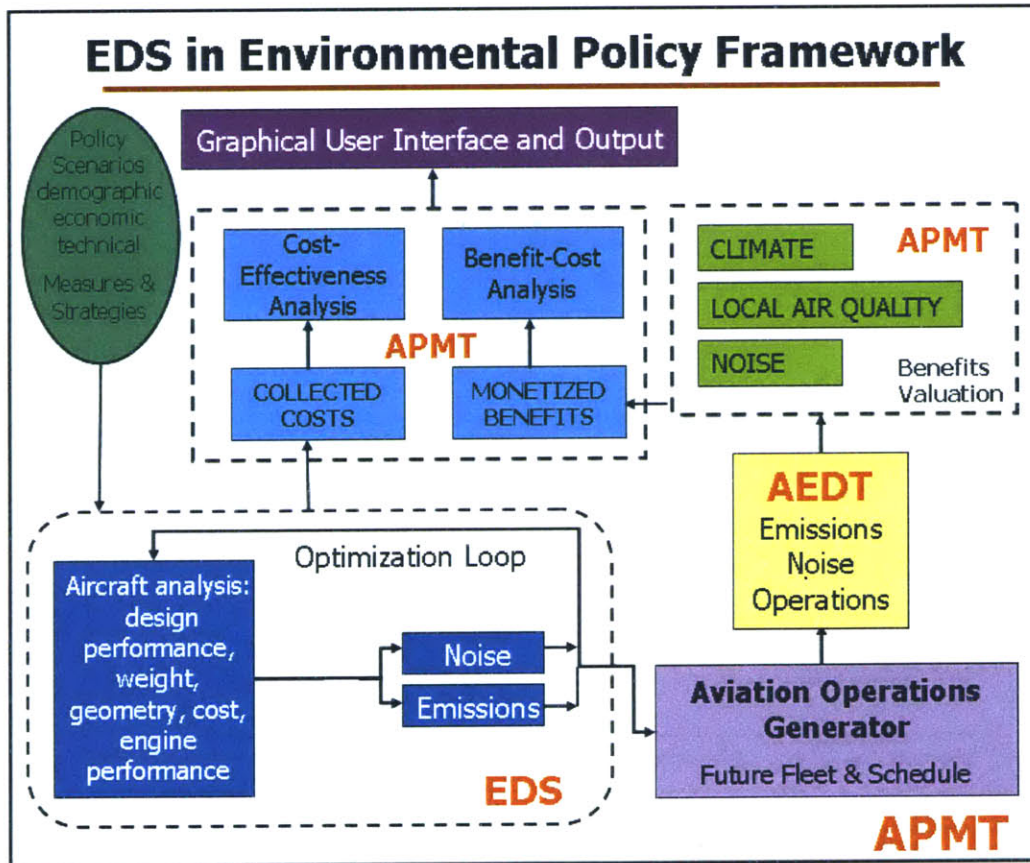 EDS in Environmental Policy Framework
Policy
Scenarios
demographic
economic
technical
Measures &
Strategies
Graphical User Interface and Output
Cost-
Effectiveness
Analysis
Benefit-Cost
Analysis
APMT
COLLECTED
COSTS
MONETIZED
BENEFITS
APMT
CLIMATE
LOCAL AIR QUALITY
NOISE
Benefits
Valuation
AEDT
Emissions
Noise
Operations
Optimization Loop
Aircraft analysis:
design
performance,
weight,
geometry, cost,
engine
performance
Noise
Emissions
EDS
Aviation Operations
Generator
Future Fleet & Schedule
APMT